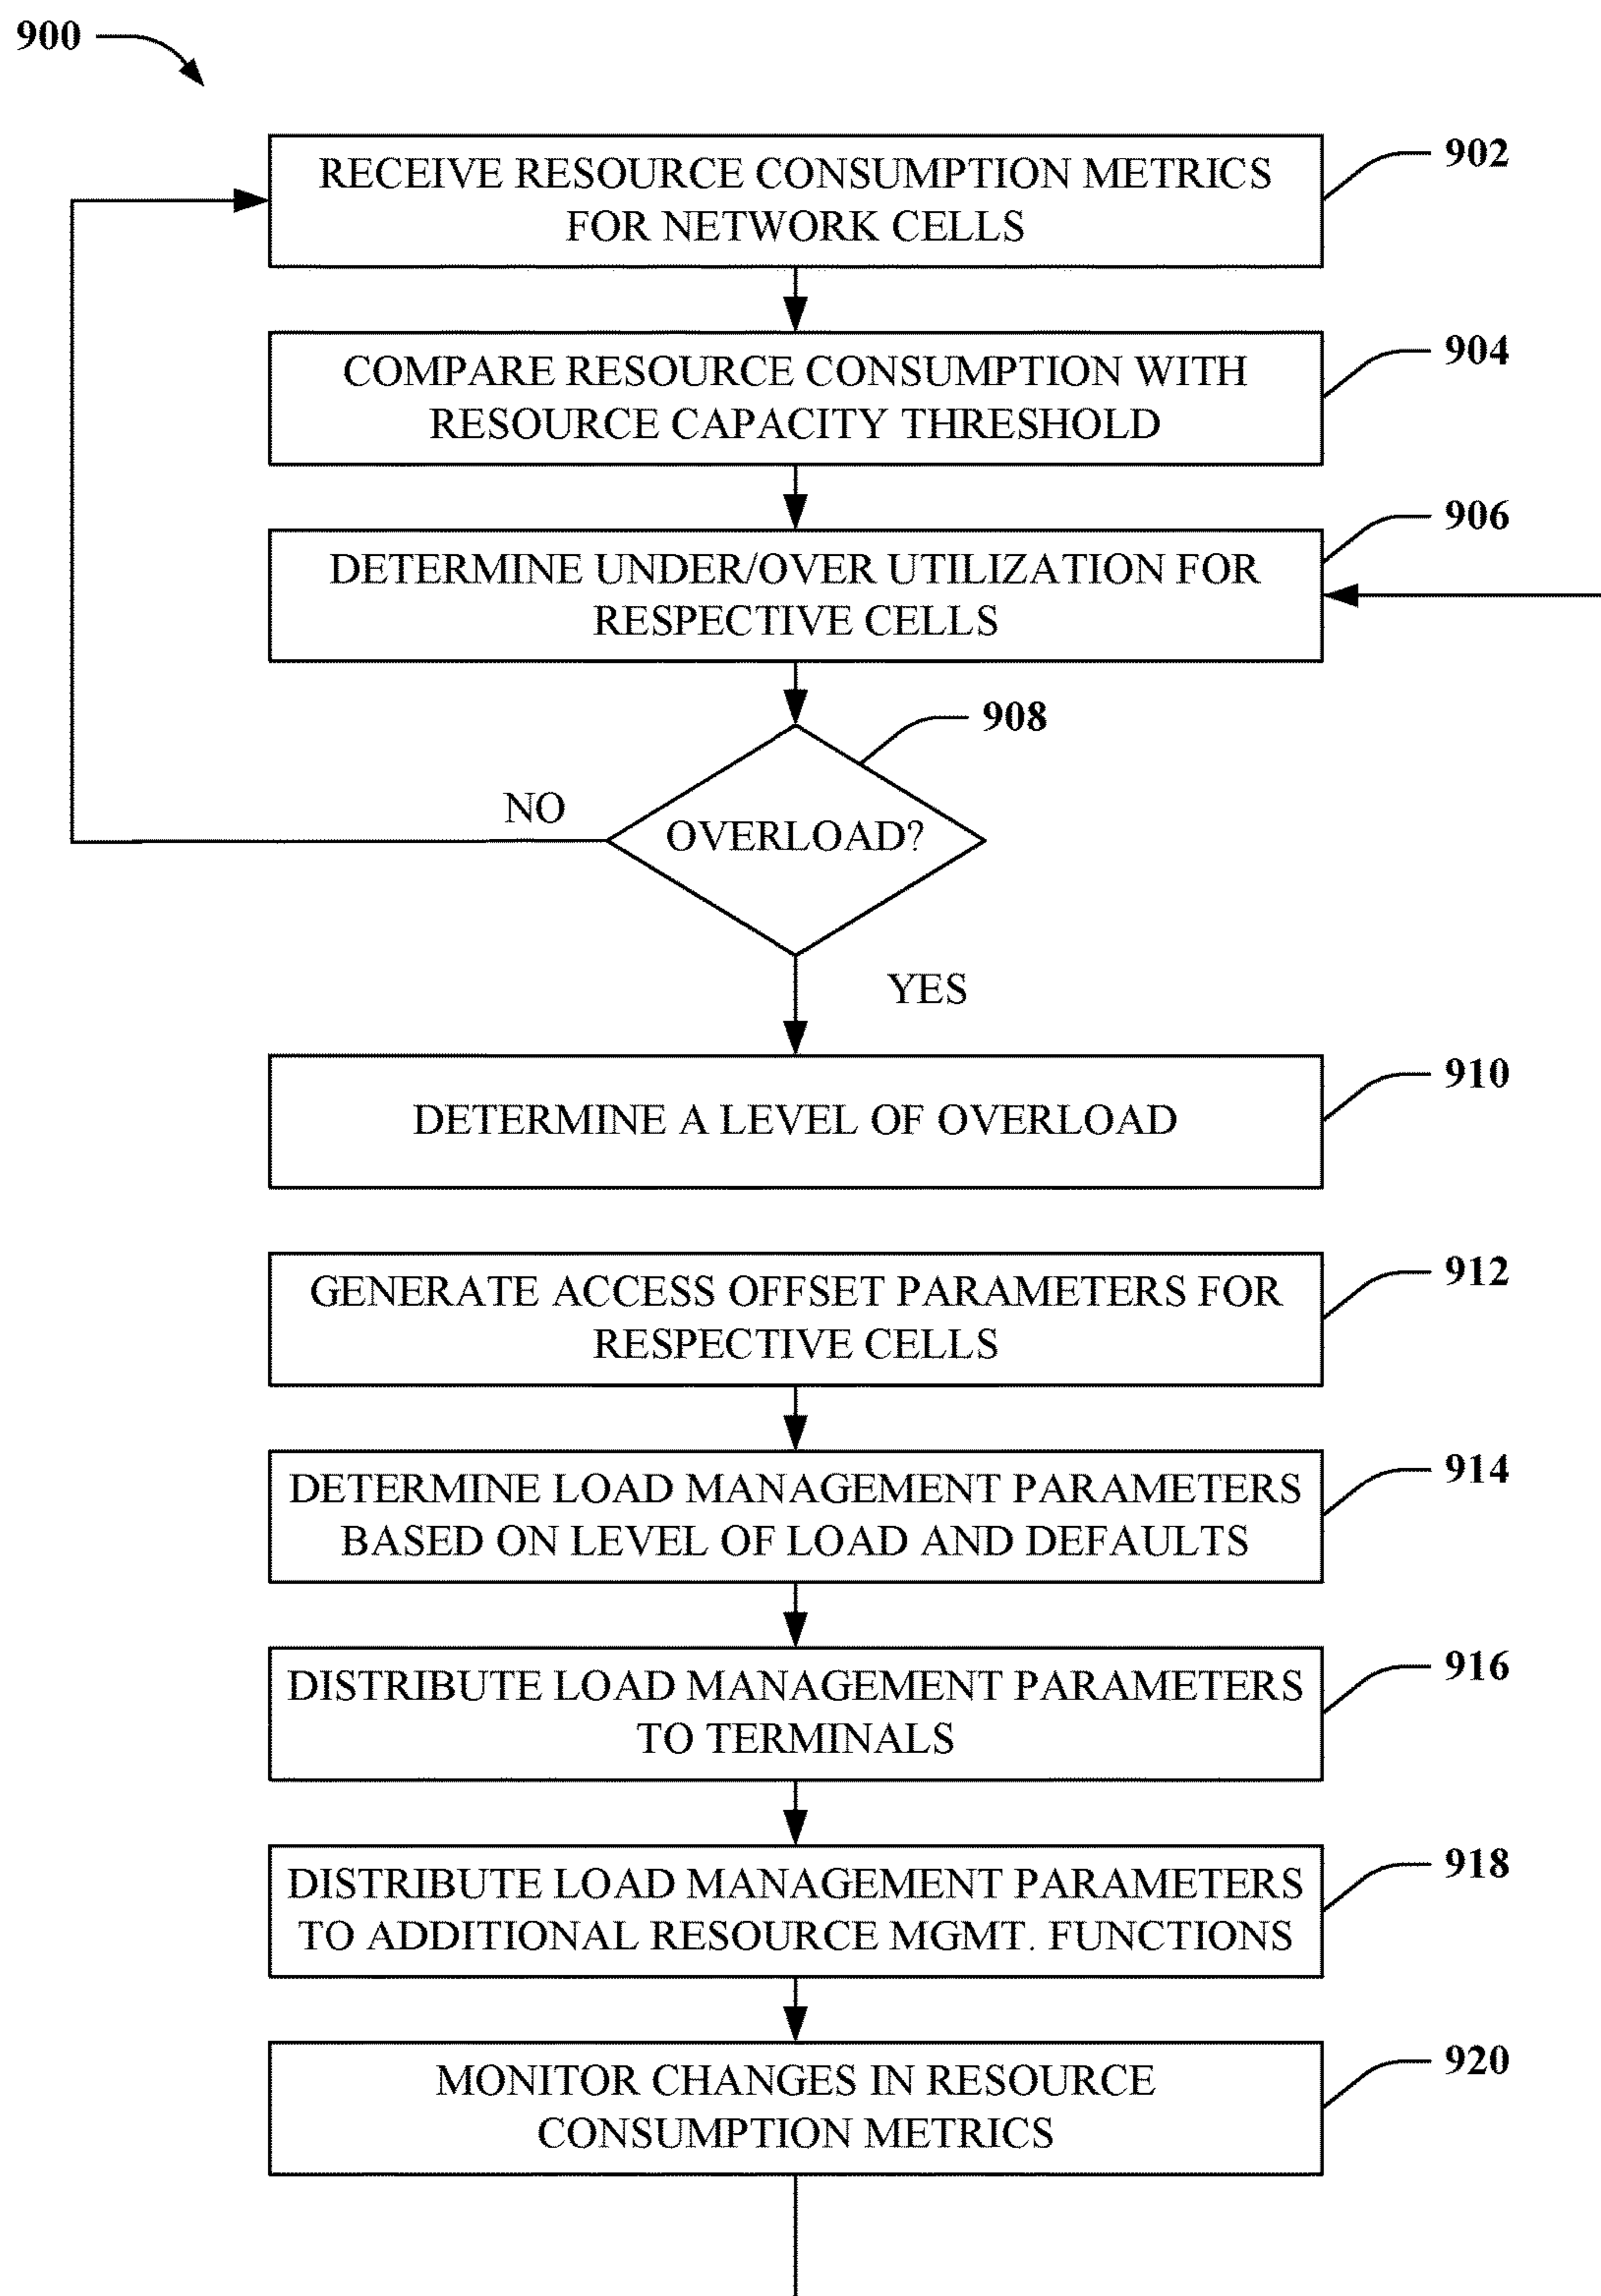 900
RECEIVE RESOURCE CONSUMPTION METRICS
FOR NETWORK CELLS
902
COMPARE RESOURCE CONSUMPTION WITH
RESOURCE CAPACITY THRESHOLD
904
DETERMINE UNDER/OVER UTILIZATION FOR
RESPECTIVE CELLS
906
908
OVERLOAD?
NO
YES
DETERMINE A LEVEL OF OVERLOAD
910
GENERATE ACCESS OFFSET PARAMETERS FOR
RESPECTIVE CELLS
912
DETERMINE LOAD MANAGEMENT PARAMETERS
BASED ON LEVEL OF LOAD AND DEFAULTS
914
DISTRIBUTE LOAD MANAGEMENT PARAMETERS
TO TERMINALS
916
DISTRIBUTE LOAD MANAGEMENT PARAMETERS
TO ADDITIONAL RESOURCE MGMT. FUNCTIONS
918
MONITOR CHANGES IN RESOURCE
CONSUMPTION METRICS
920